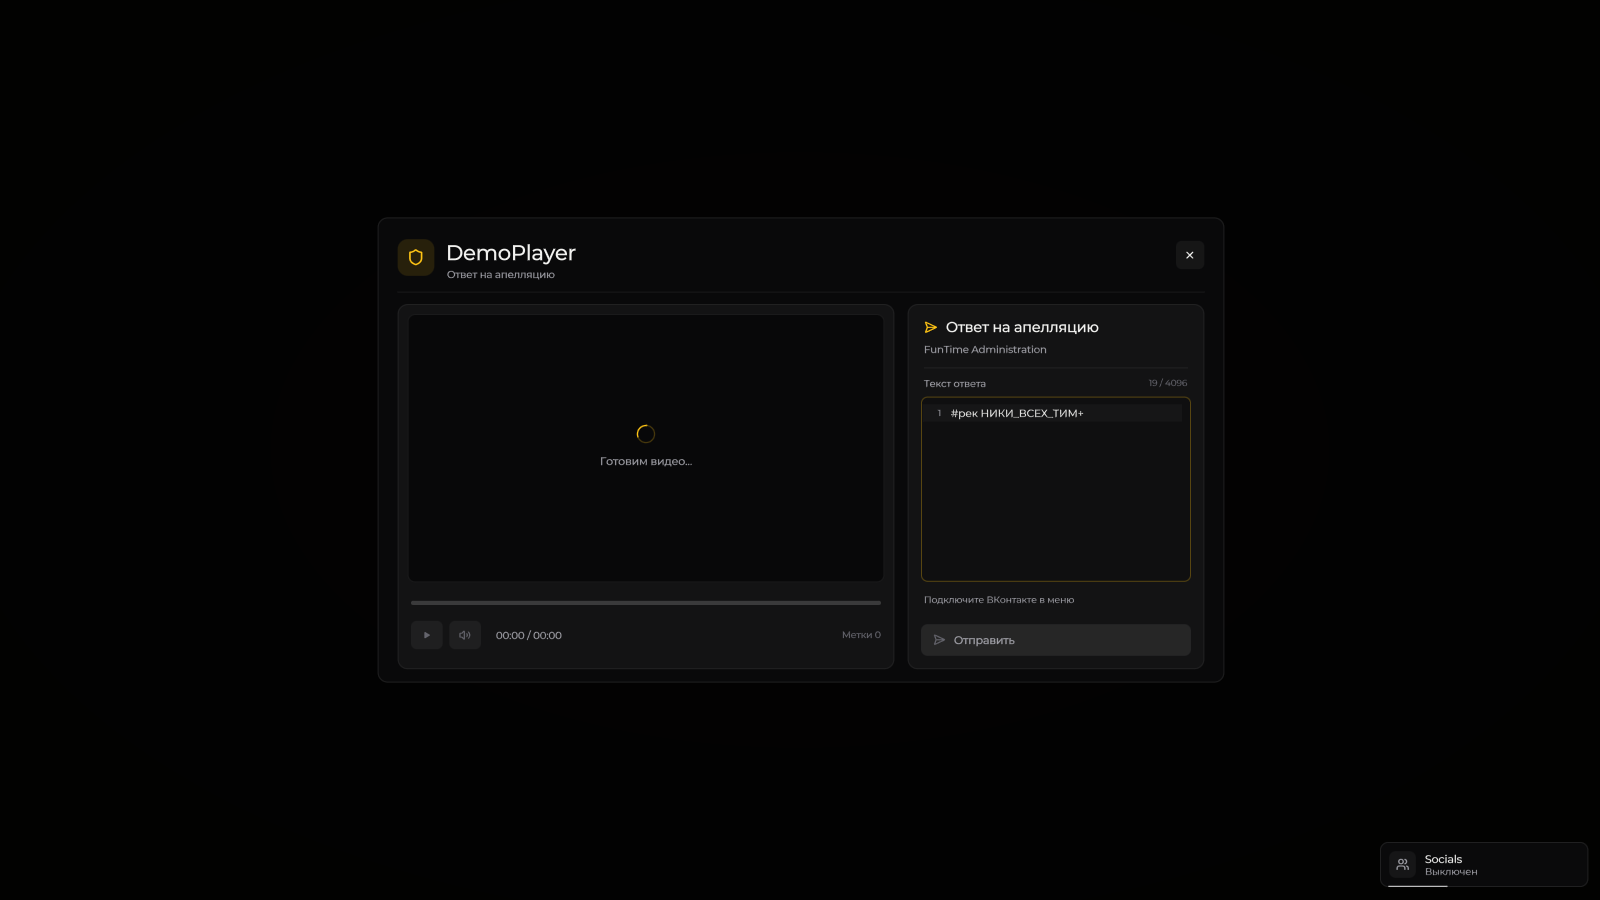 DemoPlayer
Ответ на апелляцию
Готовим видео...
00:00 / 00:00
Метки 0
Ответ на апелляцию
FunTime Administration
Текст ответа
19 / 4096
1 #рек НИКИ_ВСЕХ_ТИМ+
Подключите ВКонтакте в меню
Отправить
Socials
Выключен